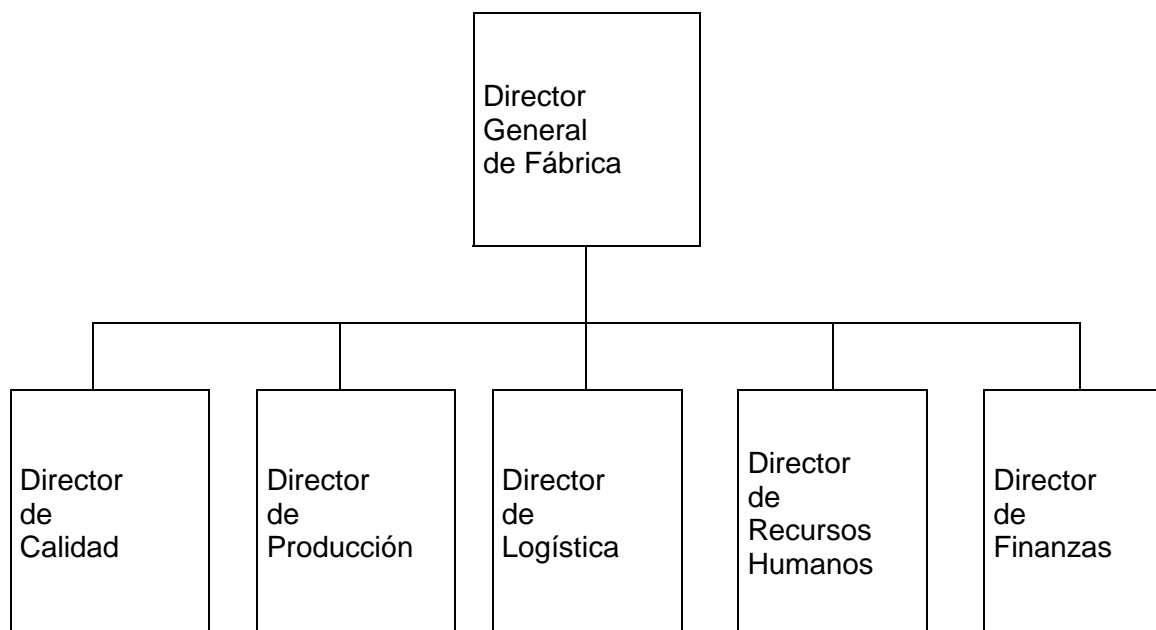 Director
General
de Fábrica
Director
de
Calidad
Director
de
Producción
Director
de
Logística
Director
de
Recursos
Humanos
Director
de
Finanzas